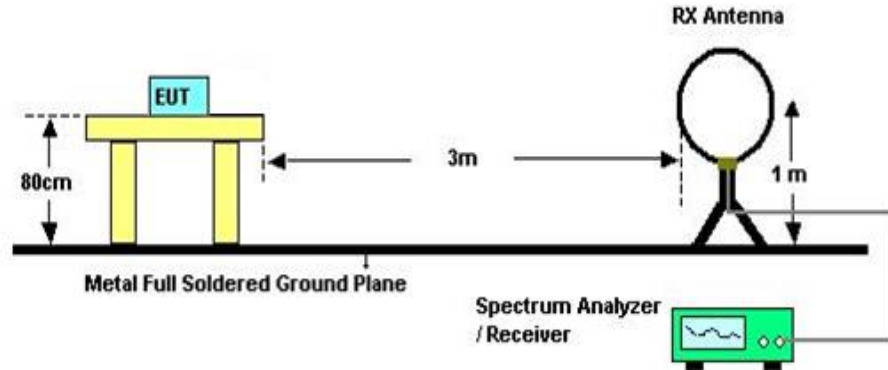 RX Antenna
EUT
3m
80cm
1 m
Metal Full Soldered Ground Plane
Spectrum Analyzer
/ Receiver